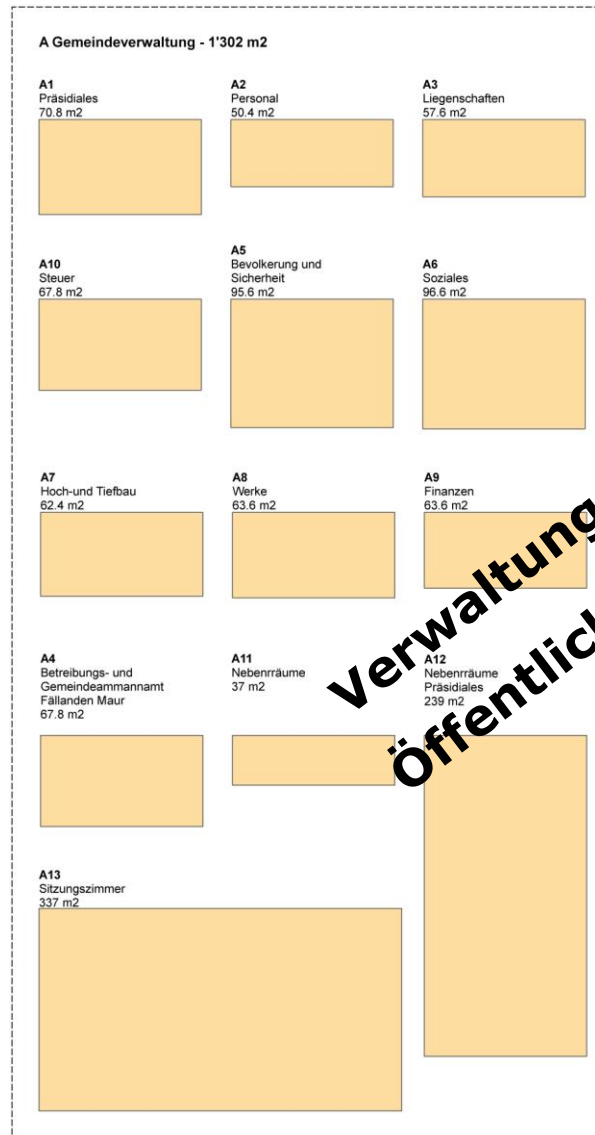 A Gemeindeverwaltung - 1'302 m2
A1
Präsidiales
70.8 m2
A2
Personal
50.4 m2
A3
Liegenschaften
57.6 m2
A10
Steuer
67.8 m2
A5
Bevolkerung und
Sicherheit
95.6 m2
A6
Soziales
96.6 m2
A7
Hoch-und Tiefbau
62.4 m2
A8
Werke
63.6 m2
A9
Finanzen
63.6 m2
Verwaltung
Öffentlich
A4
Betreibungs- und
Gemeindeammannamt
Fällanden Maur
67.8 m2
A11
Nebenrräume
37 m2
A12
Nebenrräume
Präsidiales
239 m2
A13
Sitzungszimmer
337 m2